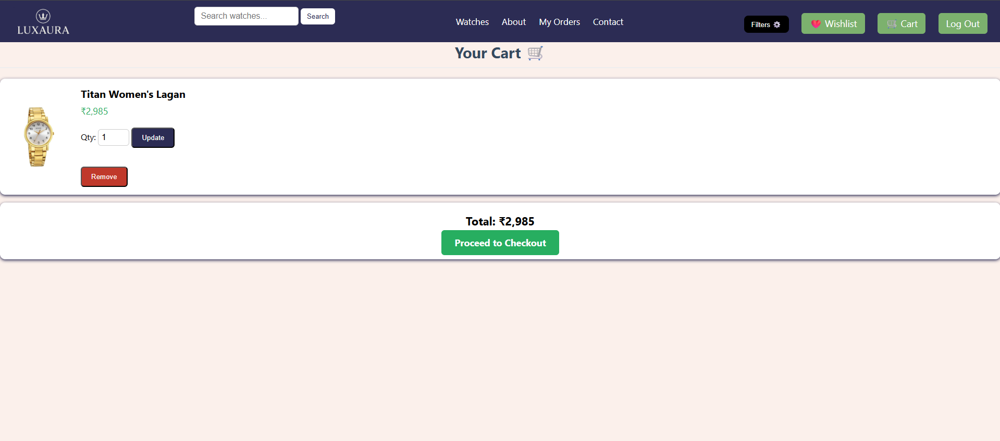 LUXAURA
Search watches...
Search
Watches
About
My Orders
Contact
Filters
Wishlist
Cart
Log Out
Your Cart
Titan Women's Lagan
₹2,985
Qty: 1
Update
Remove
Total: ₹2,985
Proceed to Checkout